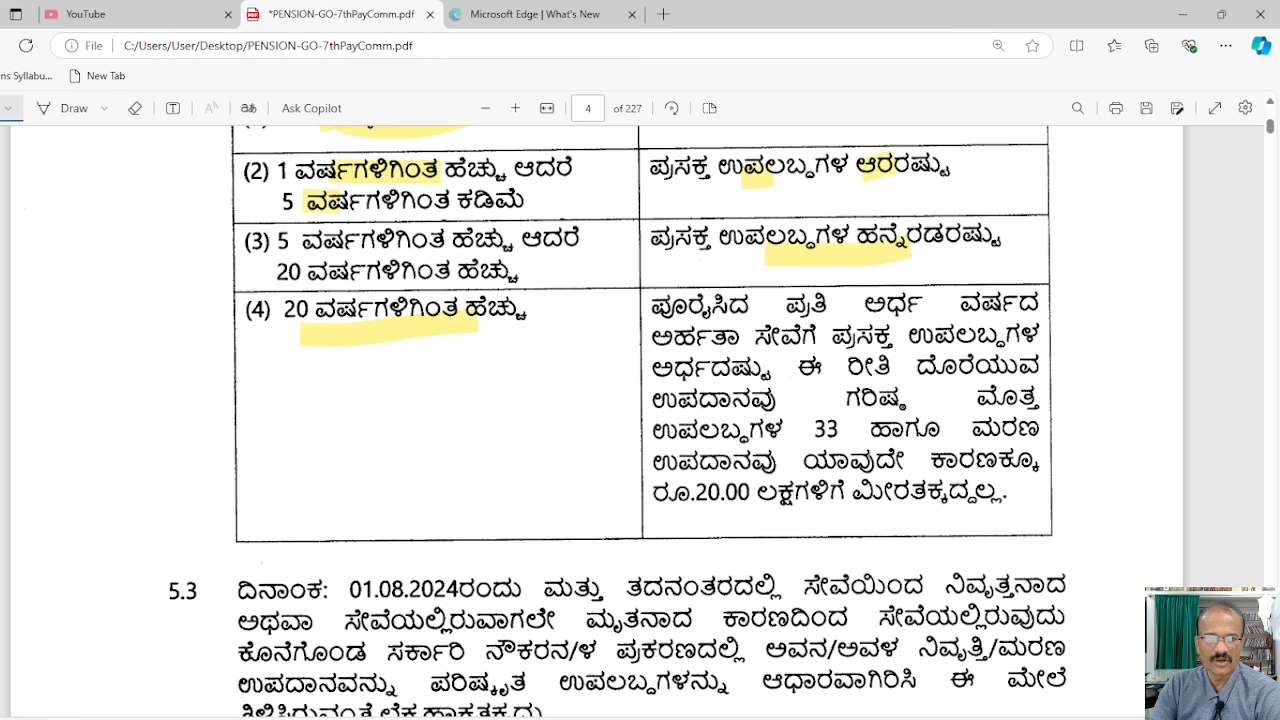 YouTube
*PENSION-GO-7thPayComm.pdf
Microsoft Edge | What's New
File
C:/Users/User/Desktop/PENSION-GO-7thPayComm.pdf
ns Syllabu...
New Tab
Draw
Ask Copilot
4
of 227
(2) 1 ವರ್ಷಗಳಿಗಿಂತ ಹೆಚ್ಚು ಆದರೆ
5 ವರ್ಷಗಳಿಗಿಂತ ಕಡಿಮೆ
ಪ್ರಸಕ್ತ ಉಪಲಬ್ಧಗಳ ಆರರಷ್ಟು
(3) 5 ವರ್ಷಗಳಿಗಿಂತ ಹೆಚ್ಚು ಆದರೆ
20 ವರ್ಷಗಳಿಗಿಂತ ಹೆಚ್ಚು
ಪ್ರಸಕ್ತ ಉಪಲಬ್ಧಗಳ ಹನ್ನೆರಡರಷ್ಟು
(4) 20 ವರ್ಷಗಳಿಗಿಂತ ಹೆಚ್ಚು
ಪೂರೈಸಿದ ಪ್ರತಿ ಅರ್ಧ ವರ್ಷದ
ಅರ್ಹತಾ ಸೇವೆಗೆ ಪ್ರಸಕ್ತ ಉಪಲಬ್ಧಗಳ
ಅರ್ಧದಷ್ಟು ಈ ರೀತಿ ದೊರೆಯುವ
ಉಪದಾನವು ಗರಿಷ್ಠ ಮೊತ್ತ
ಉಪಲಬ್ಧಗಳ 33 ಹಾಗೂ ಮರಣ
ಉಪದಾನವು ಯಾವುದೇ ಕಾರಣಕ್ಕೂ
ರೂ.20.00 ಲಕ್ಷಗಳಿಗೆ ಮೀರತಕ್ಕದ್ದಲ್ಲ.
5.3 ದಿನಾಂಕ: 01.08.2024ರಂದು ಮತ್ತು ತದನಂತರದಲ್ಲಿ ಸೇವೆಯಿಂದ ನಿವೃತ್ತನಾದ
ಅಥವಾ ಸೇವೆಯಲ್ಲಿರುವಾಗಲೇ ಮೃತನಾದ ಕಾರಣದಿಂದ ಸೇವೆಯಲ್ಲಿರುವುದು
ಕೊನೆಗೊಂಡ ಸರ್ಕಾರಿ ನೌಕರನ/ಳ ಪ್ರಕರಣದಲ್ಲಿ ಅವನ/ಅವಳ ನಿವೃತ್ತಿ/ಮರಣ
ಉಪದಾನವನ್ನು ಪರಿಷ್ಕೃತ ಉಪಲಬ್ಧಗಳನ್ನು ಆಧಾರವಾಗಿರಿಸಿ ಈ ಮೇಲೆ